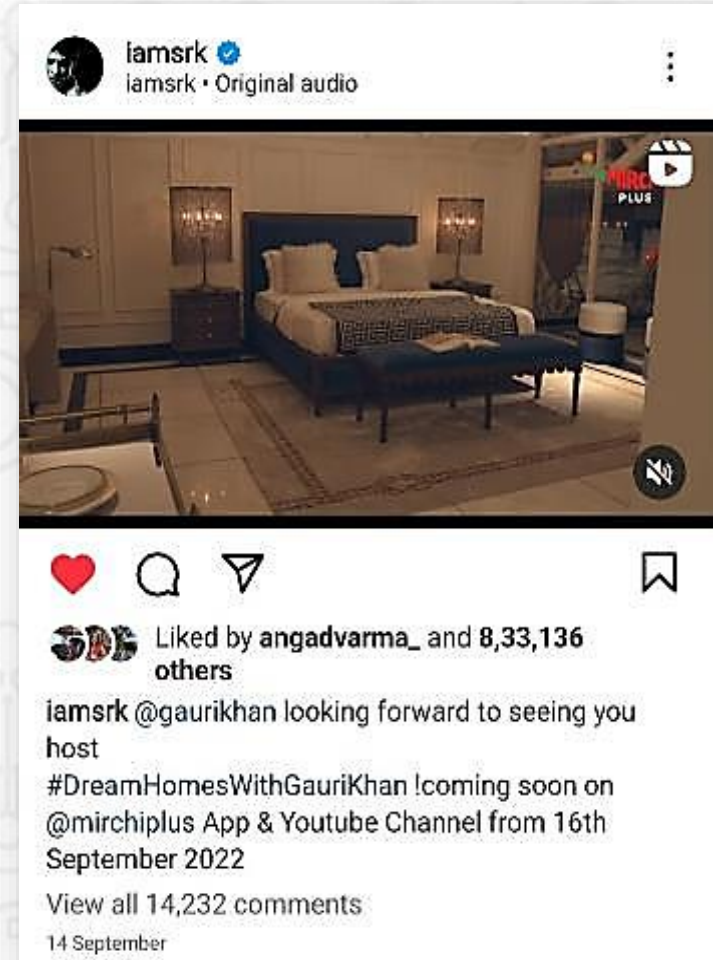 iamsrk
iamsrk • Original audio
PLUS
Liked by angadvarma_ and 8,33,136
others
iamsrk @gaurikhan looking forward to seeing you
host
#DreamHomesWithGauriKhan !coming soon on
@mirchiplus App & Youtube Channel from 16th
September 2022
View all 14,232 comments
14 September